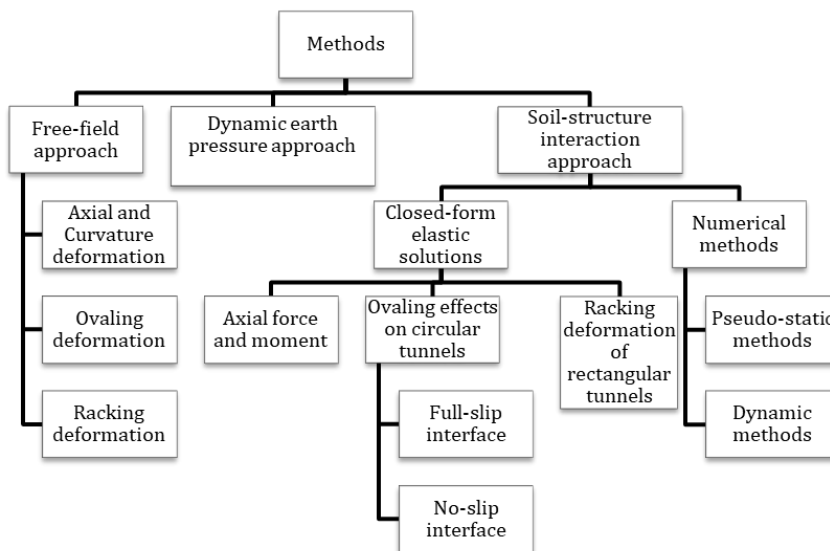 Methods
Free-field
approach
Dynamic earth
pressure approach
Soil-structure
interaction
approach
Axial and
Curvature
deformation
Ovaling
deformation
Racking
deformation
Closed-form
elastic
solutions
Numerical
methods
Axial force
and moment
Ovaling effects
on circular
tunnels
Racking
deformation
of
rectangular
tunnels
Full-slip
interface
No-slip
interface
Pseudo-static
methods
Dynamic
methods